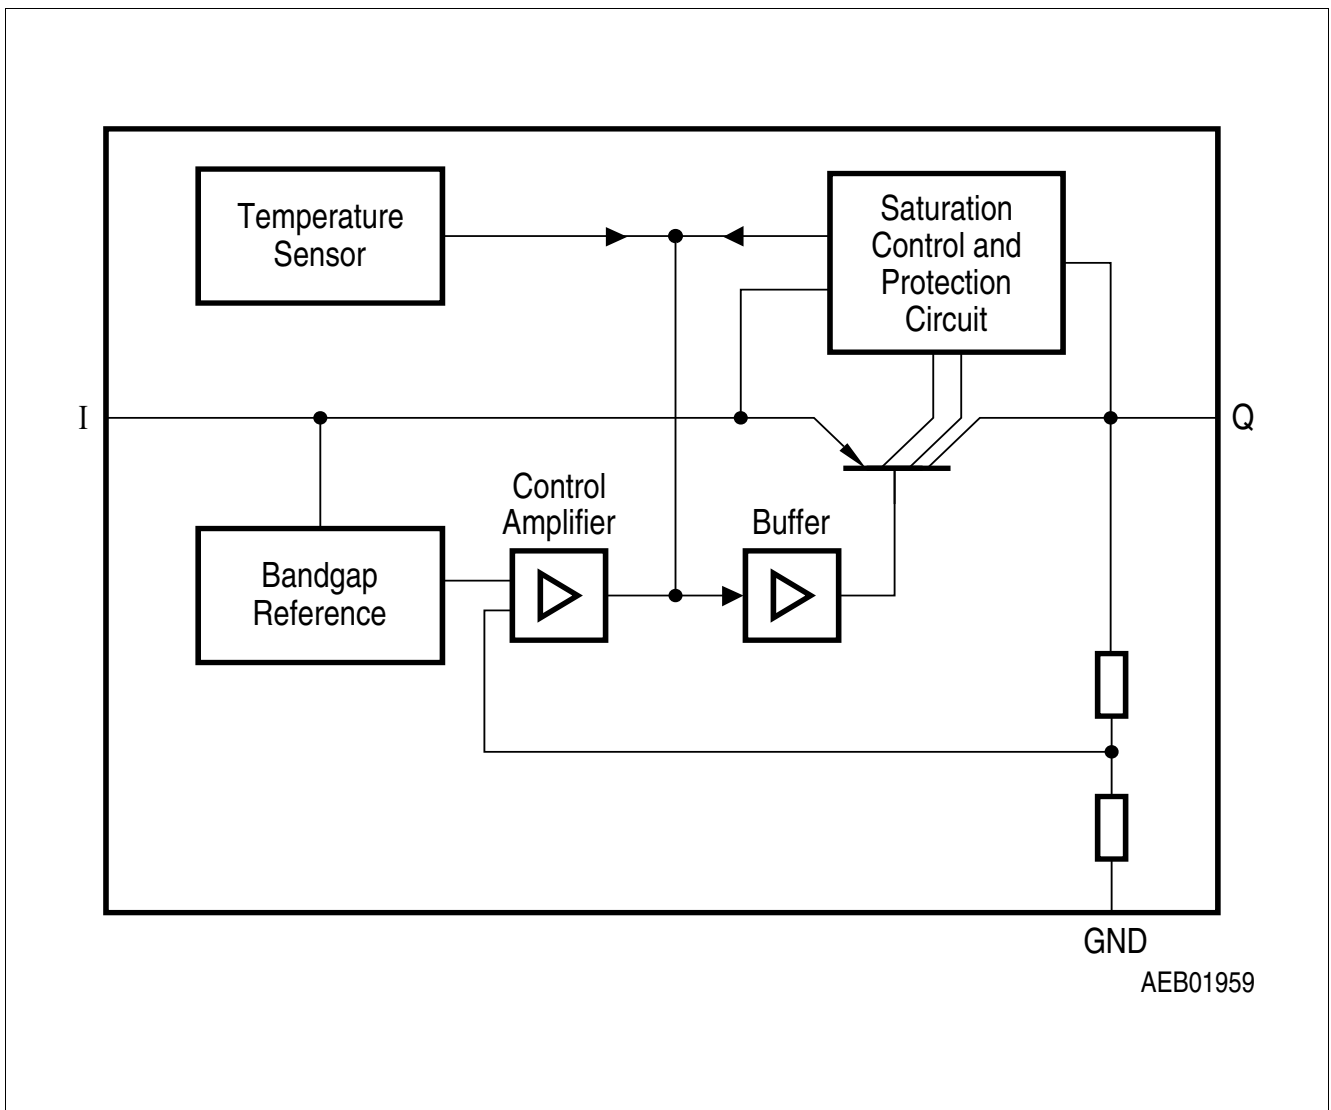 Temperature
Sensor
Saturation
Control and
Protection
Circuit
I
Q
Control
Amplifier
Buffer
Bandgap
Reference
GND
AEB01959